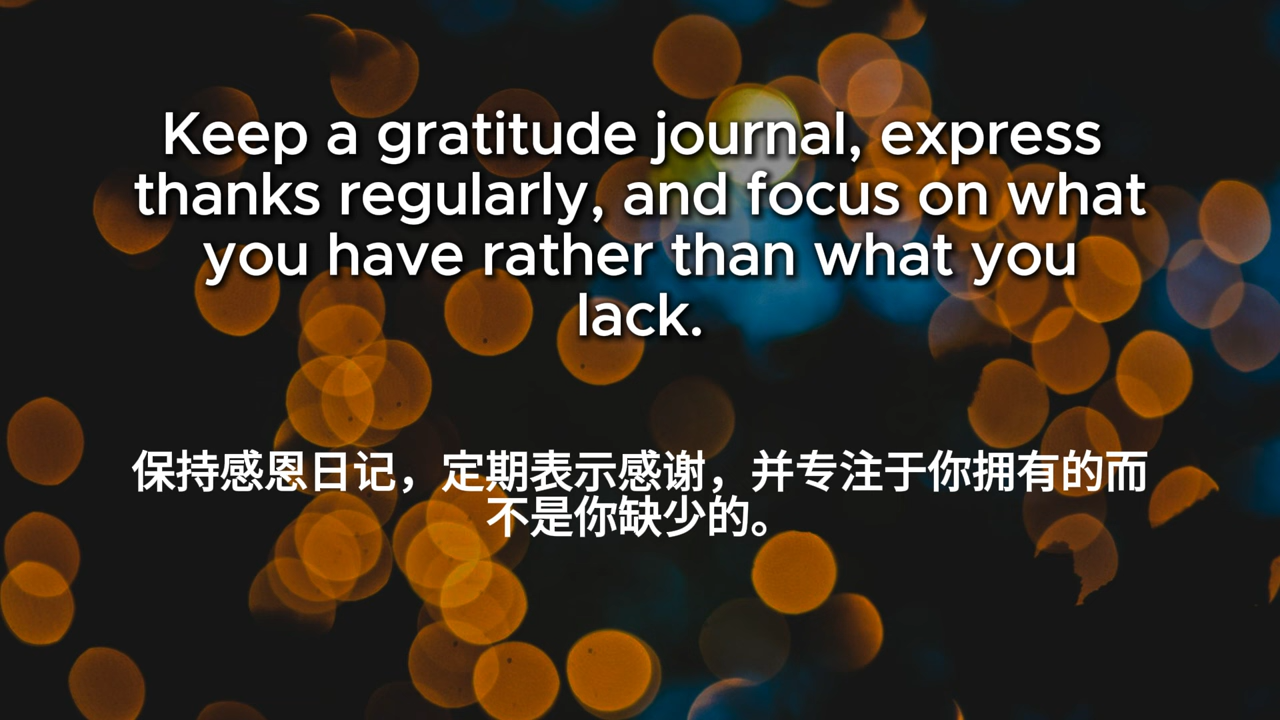 Keep a gratitude journal, express
thanks regularly, and focus on what
you have rather than what you
lack.
保持感恩日记，定期表示感谢，并专注于你拥有的而
不是你缺少的。